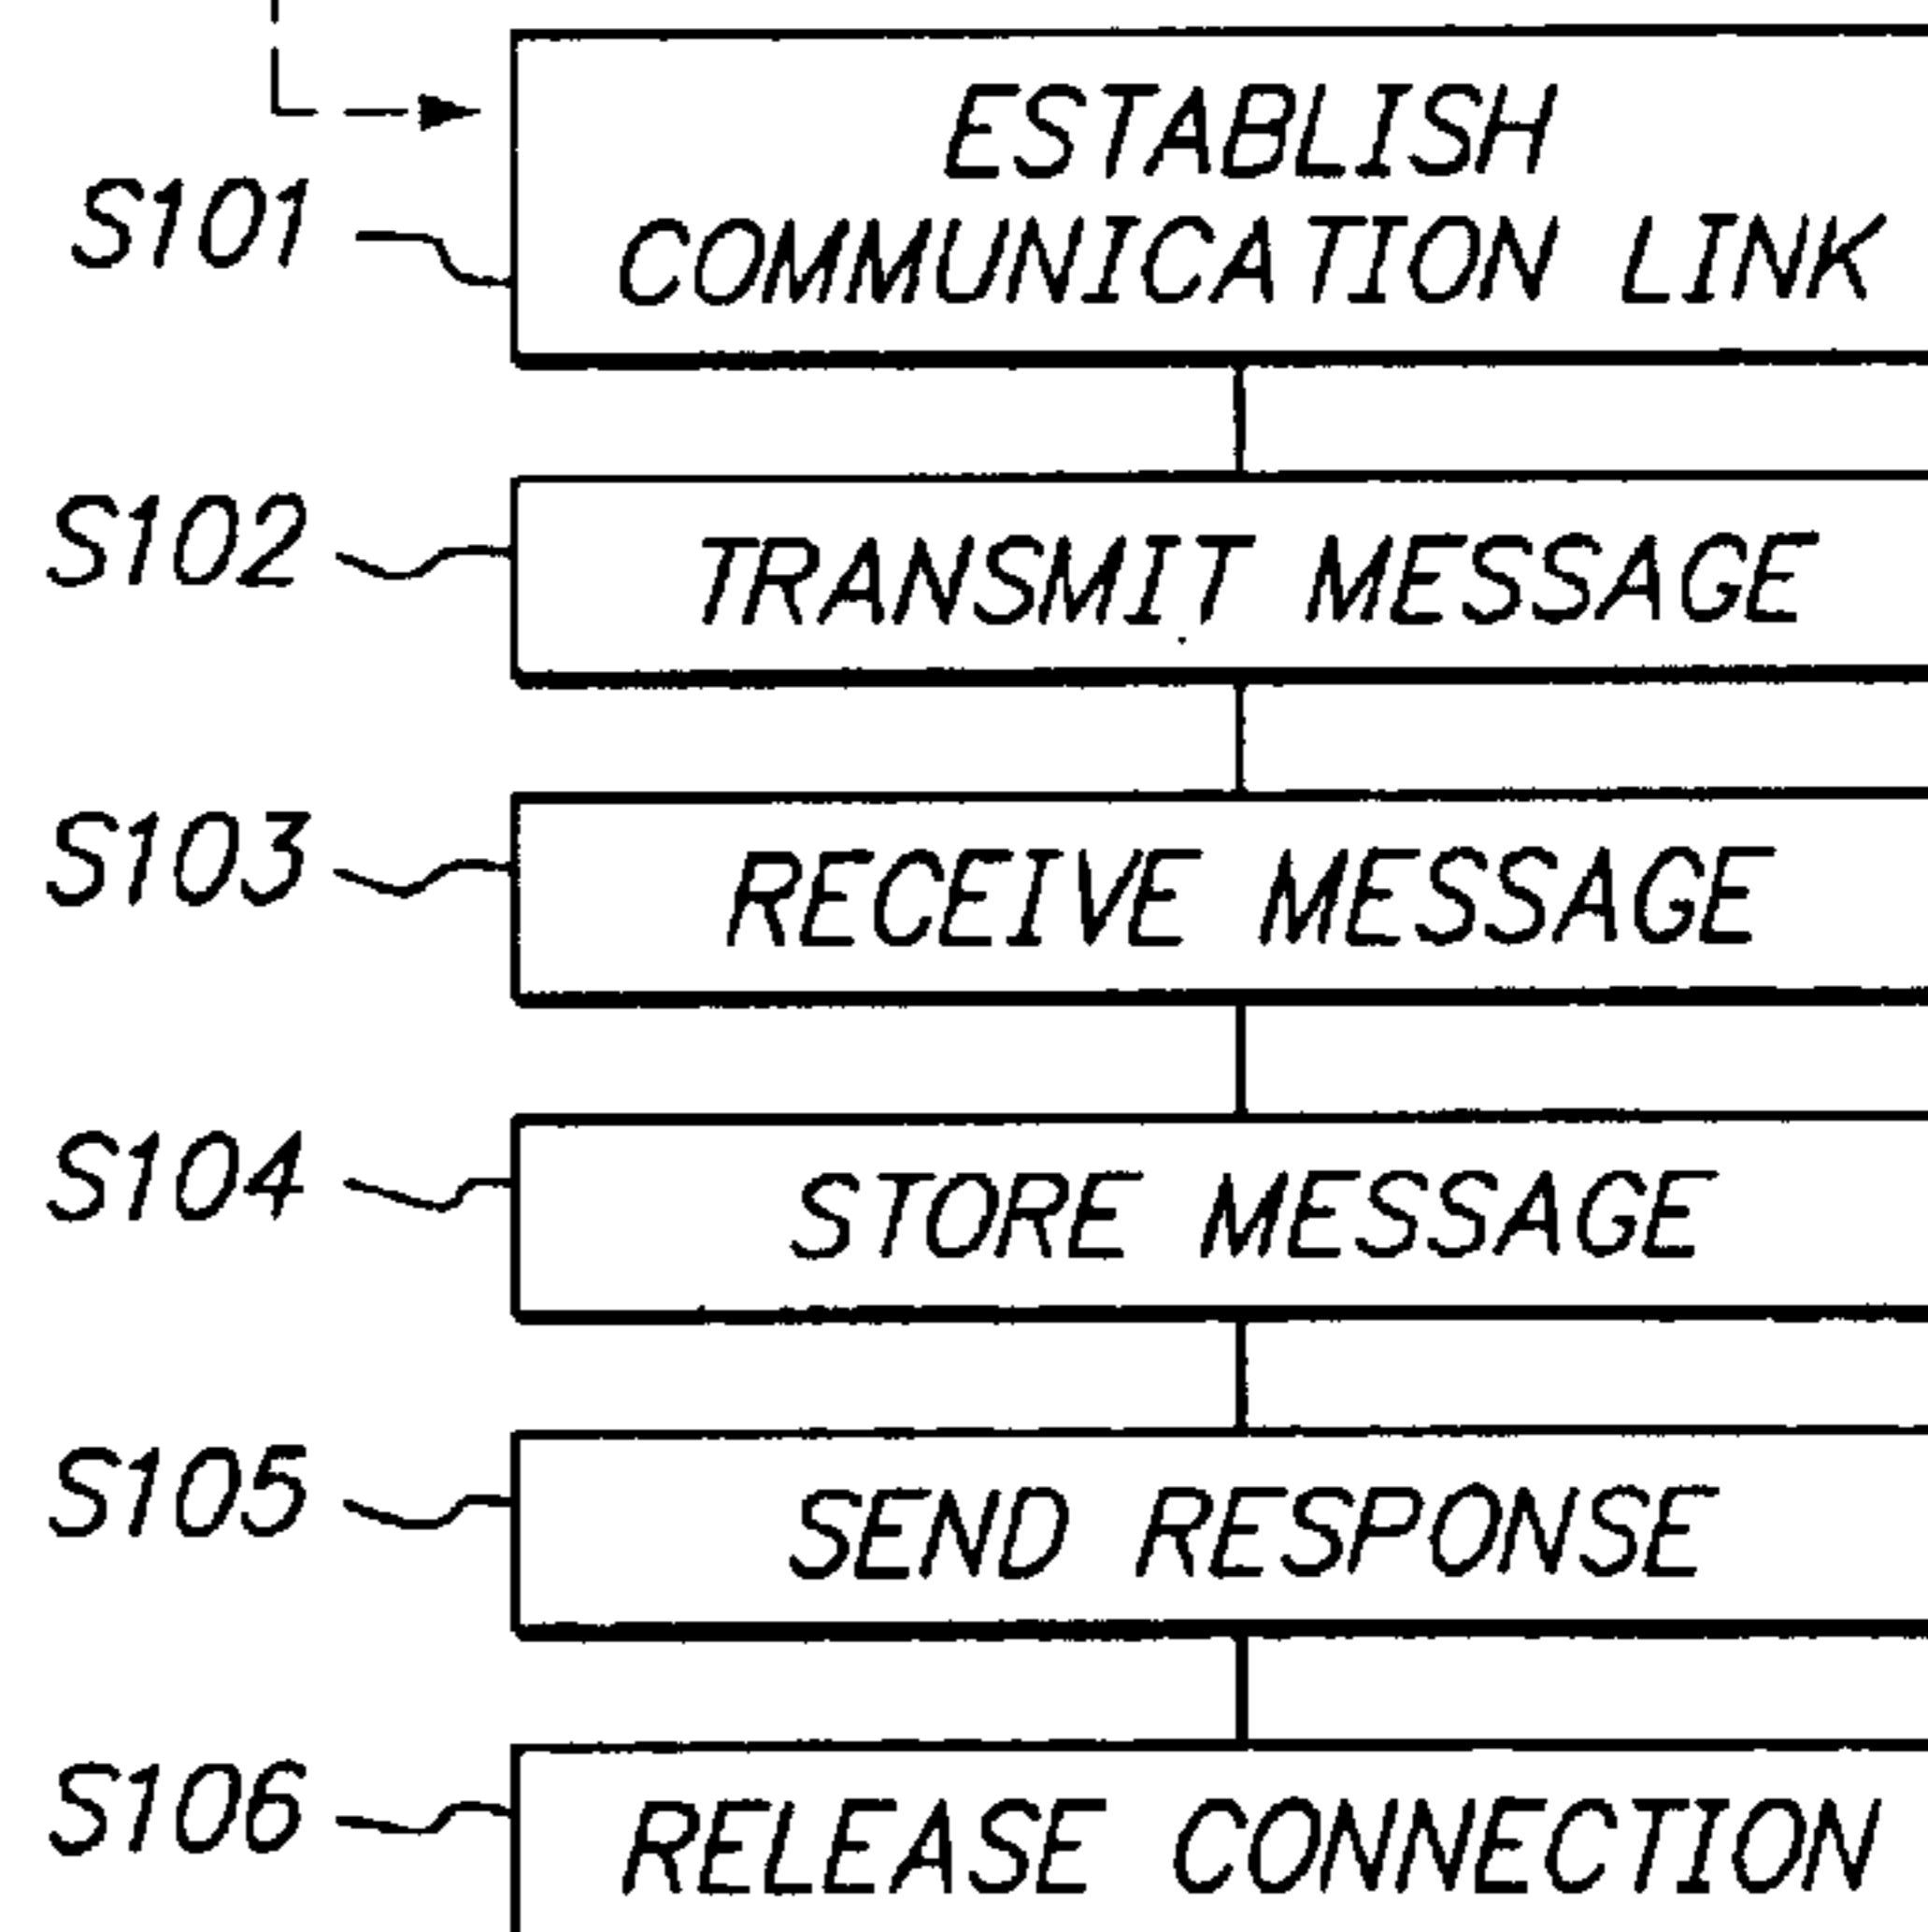 ESTABLISH
S101 COMMUNICATION LINK
S102 TRANSMIT MESSAGE
S103 RECEIVE MESSAGE
S104 STORE MESSAGE
S105 SEND RESPONSE
S106 RELEASE CONNECTION